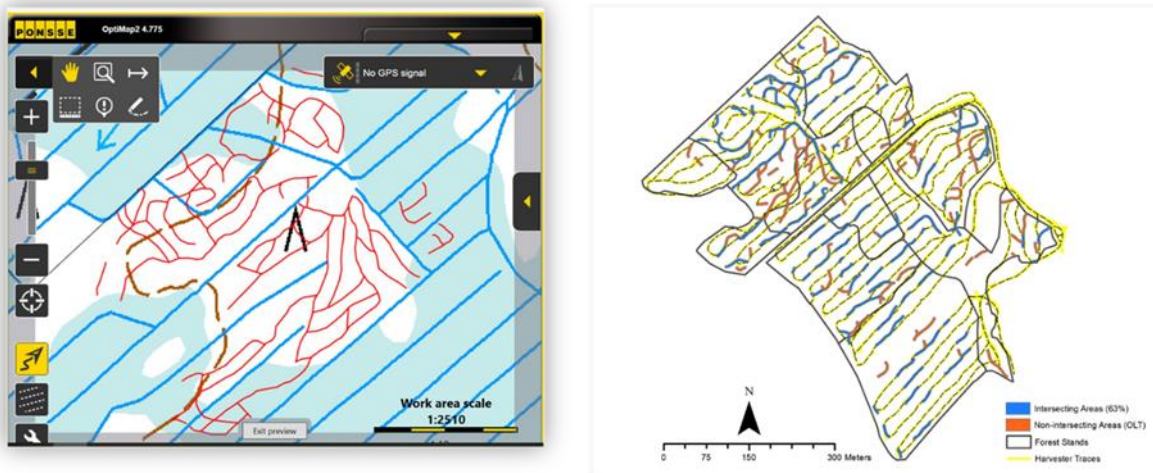 PONSSE
OptiMap2 4.775
No GPS signal
Work area scale
1:2510
Exit preview
N
0 75 150 300 Meters
Intersecting Areas (63%)
Non-intersecting Areas (OLT)
Forest Stands
Harvester Traces